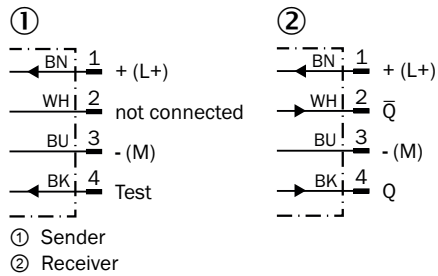 ① ②
BN 1 + (L+)
WH 2 not connected
BU 3 - (M)
BK 4 Test
BN 1 + (L+)
WH 2 Q̅
BU 3 - (M)
BK 4 Q
① Sender
② Receiver